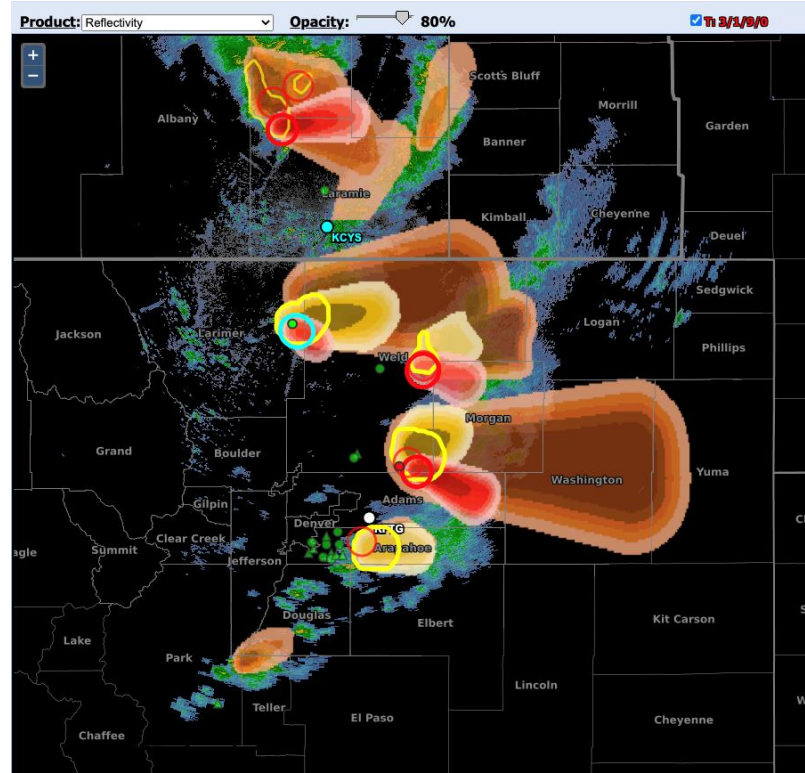 Product: Reflectivity Opacity: 80% T: 3/1/9/0
+
−
Scotts Bluff
Albany
Morrill
Garden
Banner
Laramie
Kimball
Cheyenne
KCYS
Deuel
Sedgwick
Logan
Jackson
Larimer
Phillips
Weld
Morgan
Grand
Boulder
Washington
Yuma
Gilpin
Adams
Denver
Clear Creek
Arapahoe
agle
Summit
Jefferson
Douglas
Elbert
Kit Carson
Lake
Park
Lincoln
Teller
El Paso
Cheyenne
Chaffee